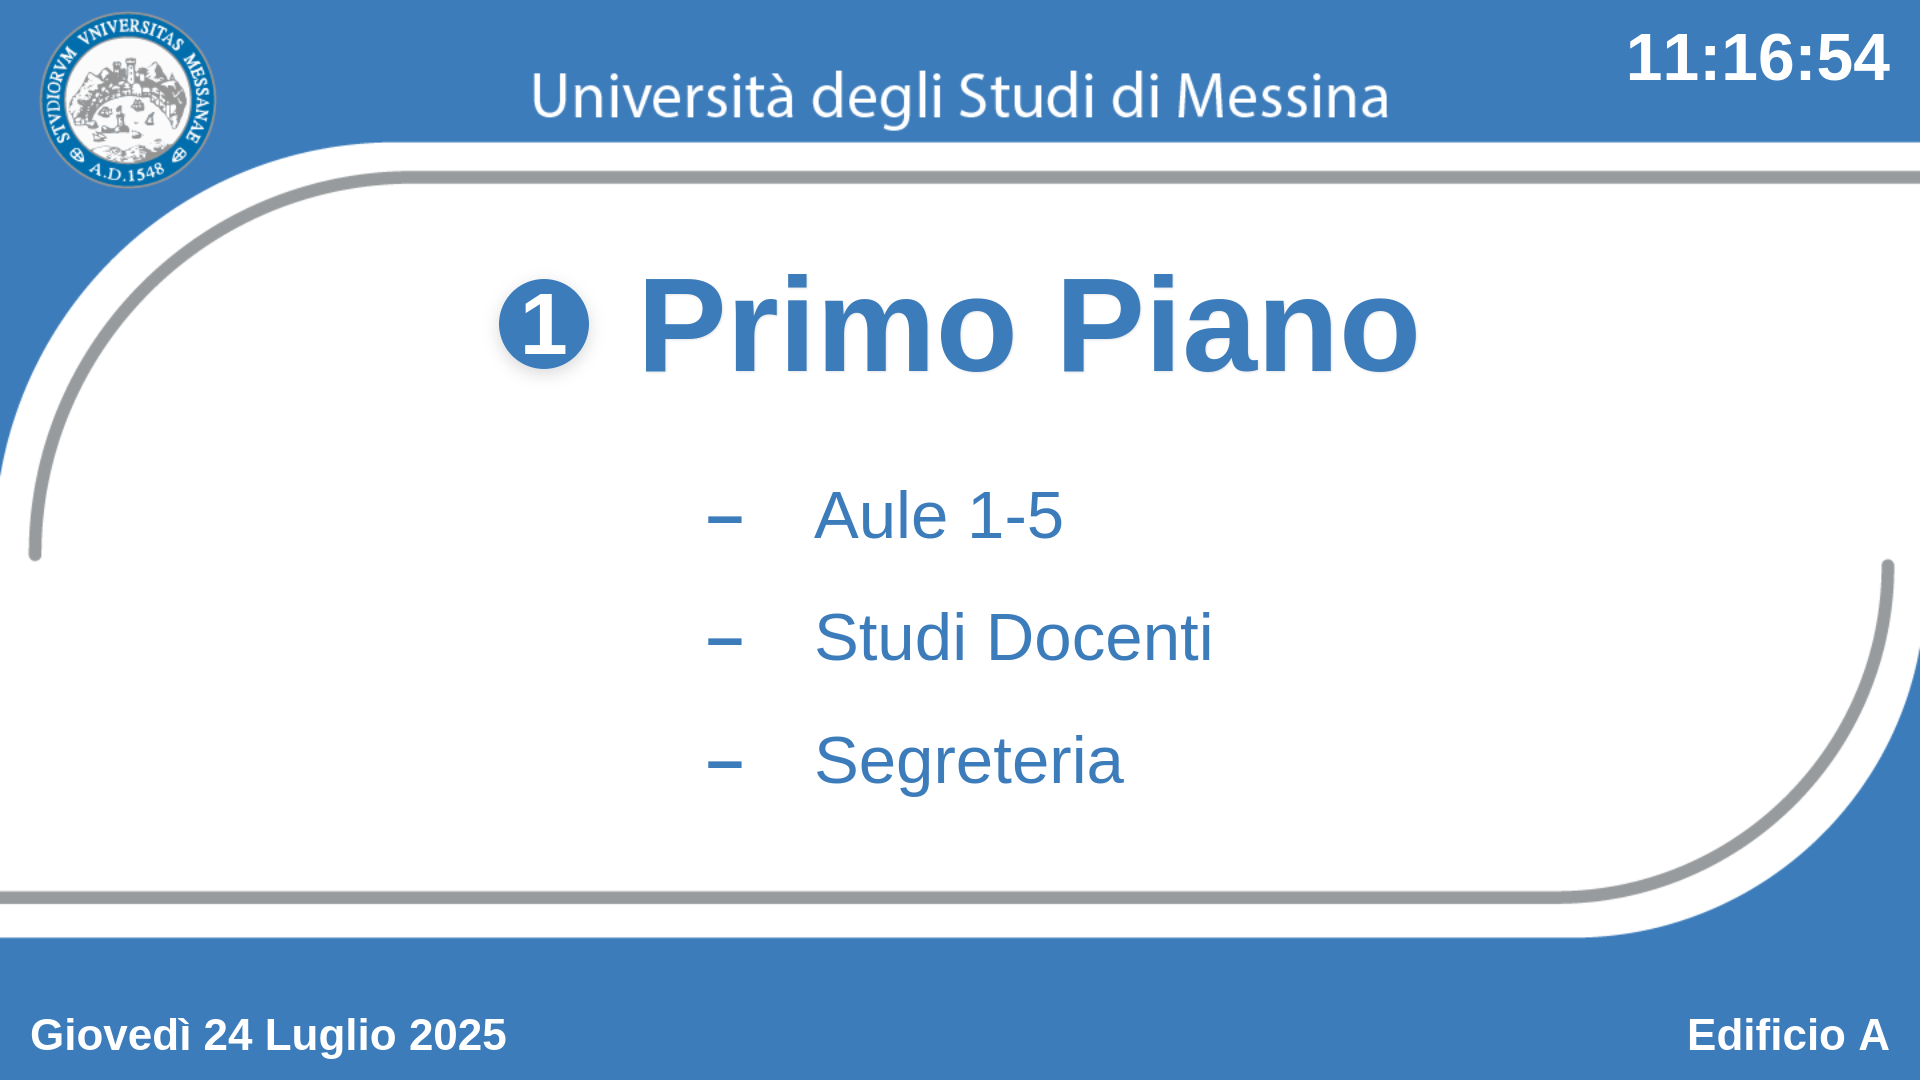 STVDIORVM VNIVERSITAS MESSANAE
A.D.1548
Università degli Studi di Messina
11:16:54
1 Primo Piano
– Aule 1-5
– Studi Docenti
– Segreteria
Giovedì 24 Luglio 2025
Edificio A